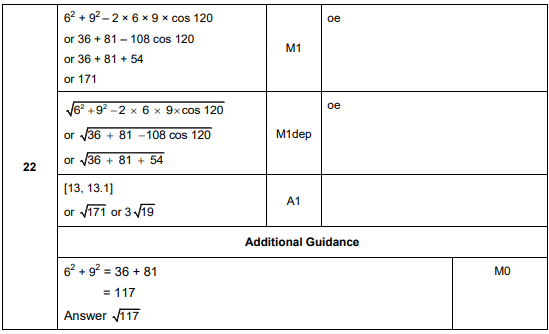 6² + 9² – 2 × 6 × 9 × cos 120
or 36 + 81 – 108 cos 120
or 36 + 81 + 54
or 171
M1
oe
√(6² + 9² – 2 × 6 × 9 × cos 120)
or √(36 + 81 – 108 cos 120)
or √(36 + 81 + 54)
M1dep
oe
22
[13, 13.1]
or √171 or 3√19
A1
Additional Guidance
6² + 9² = 36 + 81
= 117
Answer √117
M0